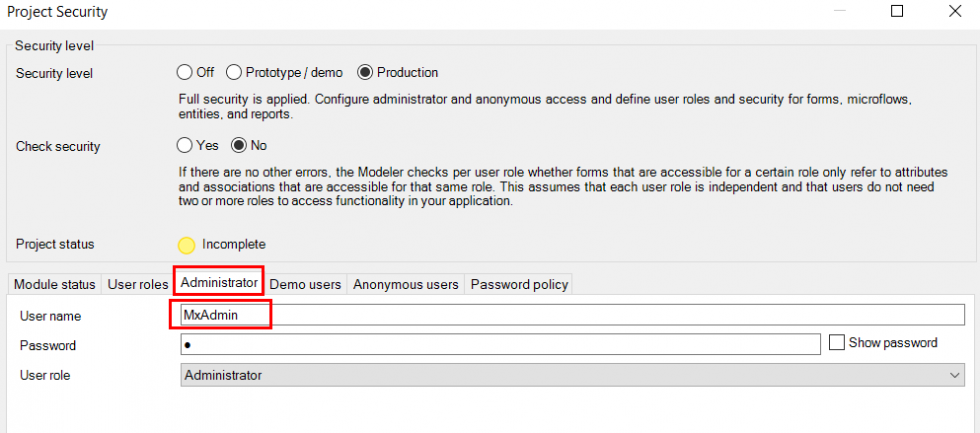 Project Security
Security level
Security level Off Prototype / demo Production
Full security is applied. Configure administrator and anonymous access and define user roles and security for forms, microflows,
entities, and reports.
Check security Yes No
If there are no other errors, the Modeler checks per user role whether forms that are accessible for a certain role only refer to attributes
and associations that are accessible for that same role. This assumes that each user role is independent and that users do not need
two or more roles to access functionality in your application.
Project status Incomplete
Module status User roles Administrator Demo users Anonymous users Password policy
User name MxAdmin
Password ● Show password
User role Administrator